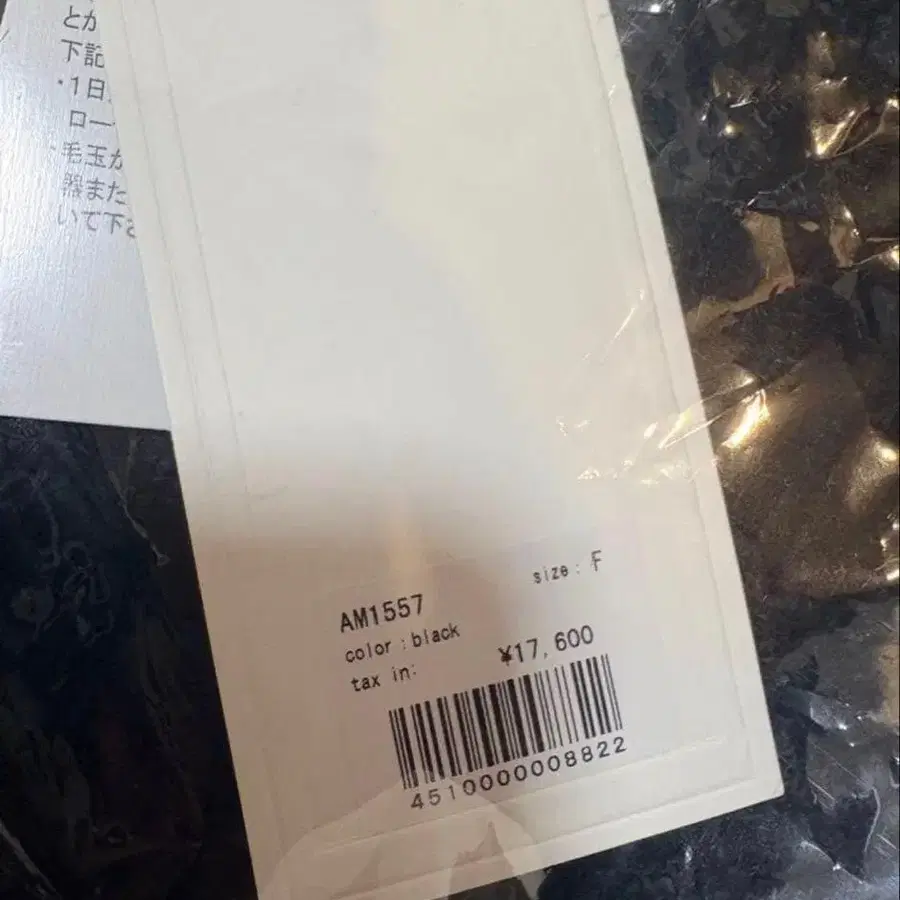 とか
下記
・1日
ロー
・毛玉が
器また
いて下さ
size : F
AM1557
color : black
tax in:
¥17,600
4510000008822